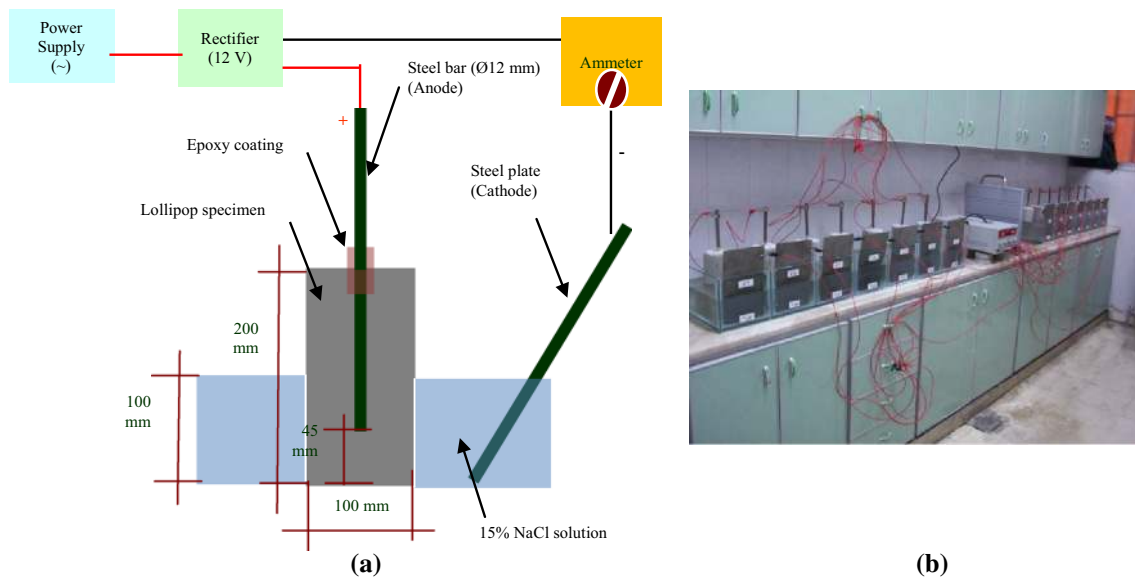 Power
Supply
(~)
Rectifier
(12 V)
Ammeter
Steel bar (Ø12 mm)
(Anode)
+
-
Epoxy coating
Steel plate
(Cathode)
Lollipop specimen
200
mm
100
mm
45
mm
100 mm
15% NaCl solution
(a)
(b)